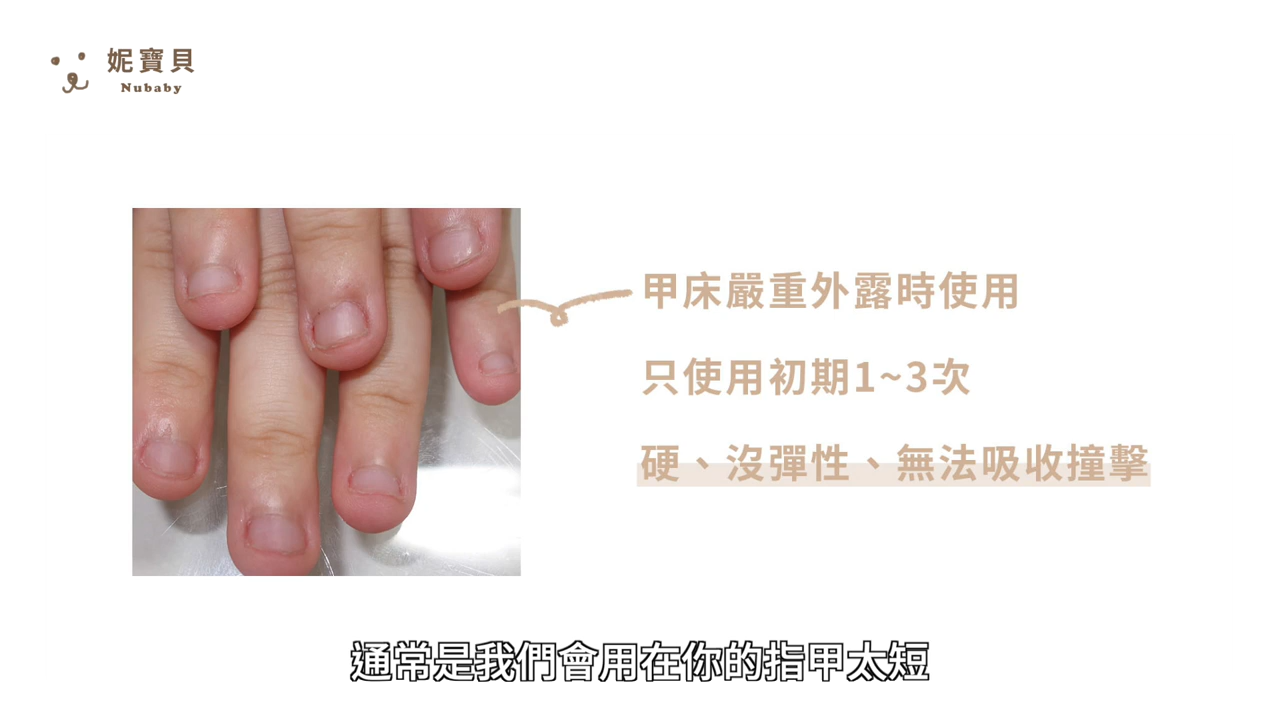 妮寶貝
Nubaby
甲床嚴重外露時使用
只使用初期1~3次
硬、沒彈性、無法吸收撞擊
通常是我們會用在你的指甲太短